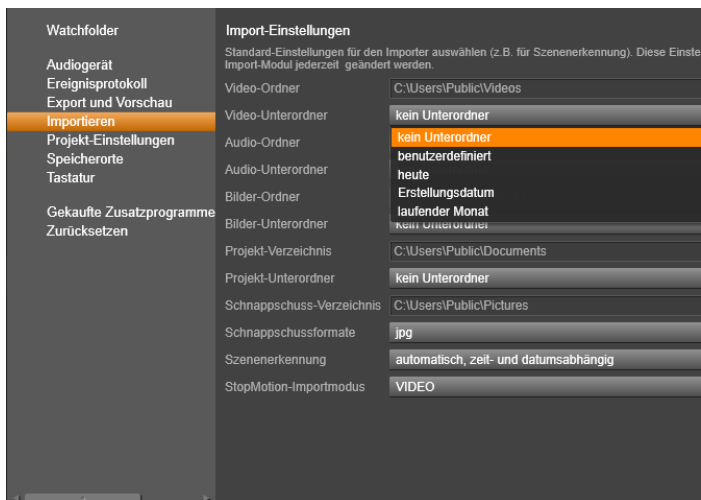 Watchfolder
Audiogerät
Ereignisprotokoll
Export und Vorschau
Importieren
Projekt-Einstellungen
Speicherorte
Tastatur
Gekaufte Zusatzprogramme
Zurücksetzen
Import-Einstellungen
Standard-Einstellungen für den Importer auswählen (z.B. für Szenenerkennung). Diese Einste
Import-Modul jederzeit geändert werden.
Video-Ordner C:\Users\Public\Videos
Video-Unterordner kein Unterordner
kein Unterordner
benutzerdefiniert
heute
Erstellungsdatum
laufender Monat
Audio-Ordner
Audio-Unterordner
Bilder-Ordner
Bilder-Unterordner kein Unterordner
Projekt-Verzeichnis C:\Users\Public\Documents
Projekt-Unterordner kein Unterordner
Schnappschuss-Verzeichnis C:\Users\Public\Pictures
Schnappschussformate jpg
Szenenerkennung automatisch, zeit- und datumsabhängig
StopMotion-Importmodus VIDEO